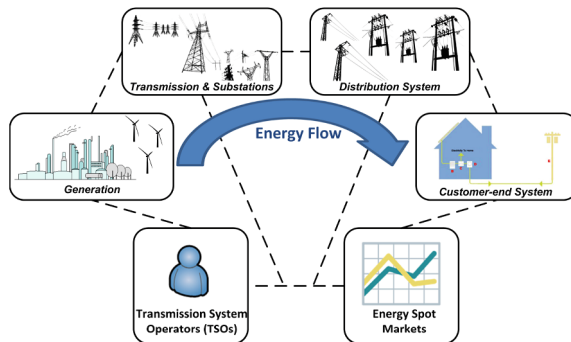 Transmission & Substations
Distribution System
Energy Flow
Generation
Customer-end System
Transmission System
Operators (TSOs)
Energy Spot
Markets